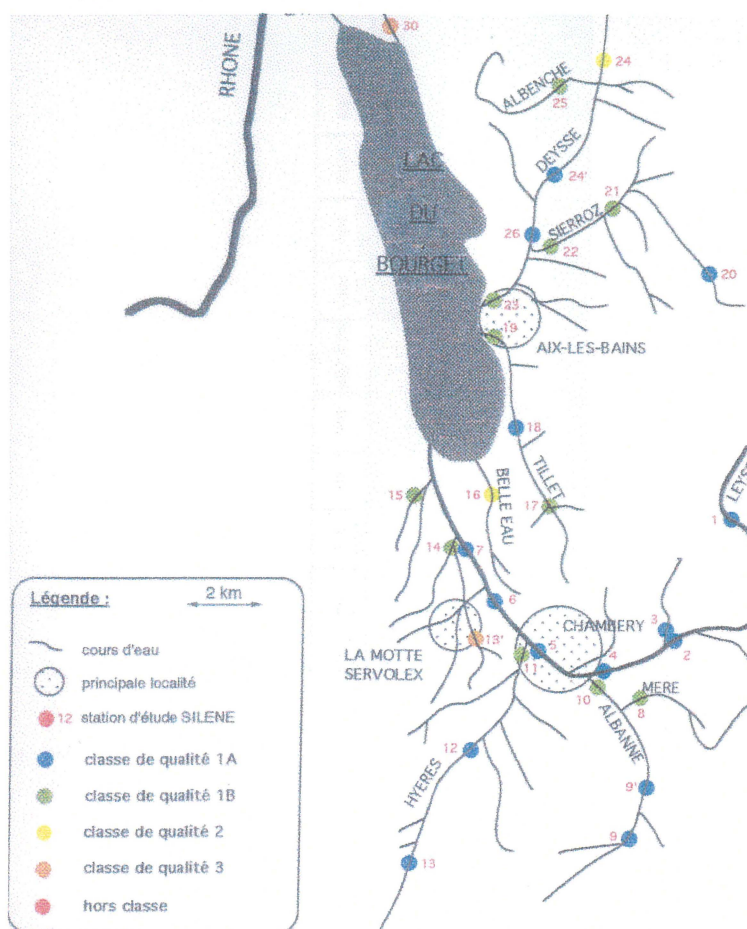 30
RHONE
24
ALBENCHE
25
DEYSSE
LAC
24'
DU
21
26
SIERROZ
22
BOURGET
20
23
19
AIX-LES-BAINS
18
TILLET
15
16
BELLE EAU
17
1
14
7
6
3
CHAMBERY
13'
5
4
2
LA MOTTE
SERVOLEX
11
10
8
MERE
ALBANNE
12
HYERES
9'
9
13
Légende :
2 km
cours d'eau
principale localité
12 station d'étude SILENE
classe de qualité 1A
classe de qualité 1B
classe de qualité 2
classe de qualité 3
hors classe